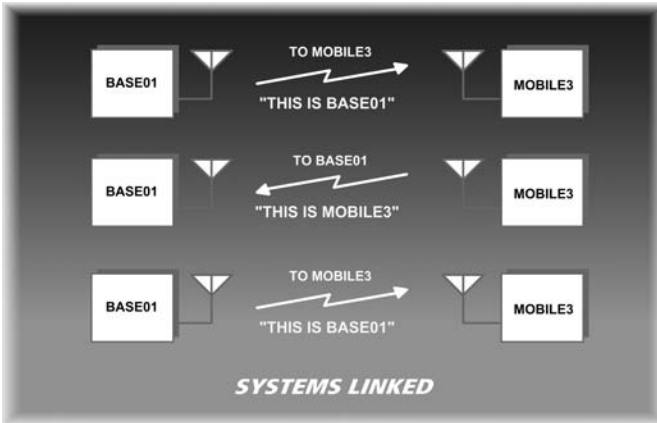 TO MOBILE3
BASE01
MOBILE3
"THIS IS BASE01"
TO BASE01
BASE01
MOBILE3
"THIS IS MOBILE3"
TO MOBILE3
BASE01
MOBILE3
"THIS IS BASE01"
SYSTEMS LINKED